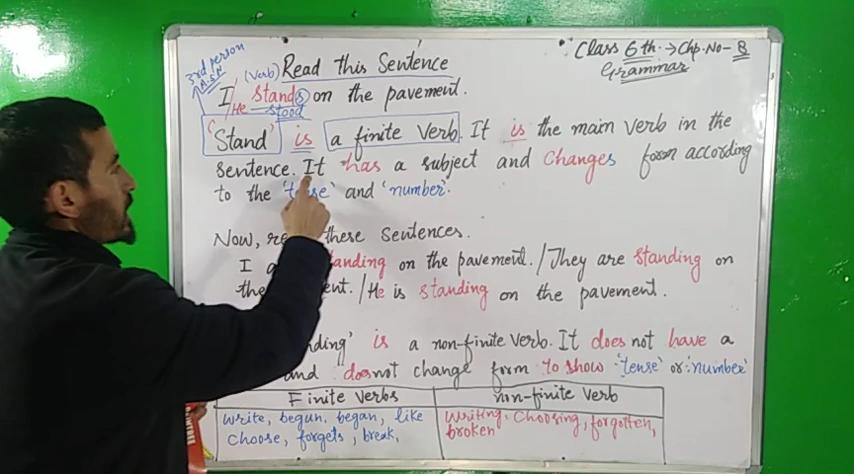 • Class 6th → Chp.No- 8
Grammar
3rd person
A.S.N
(Verb) Read this Sentence
I/He stands on the pavement.
stood
'Stand' is a finite verb. It is the main verb in the
sentence. It has a subject and changes form according
to the 'tense' and 'number'.
Now, these sentences.
I standing on the pavement. / They are standing on
the / He is standing on the pavement.
is a non-finite verb. It does not have a
and does not change form to show 'tense' or 'number'
Finite verbs
non-finite verb
write, begun, began, like
choose, forgets, break,
writing, choosing, forgotten,
broken